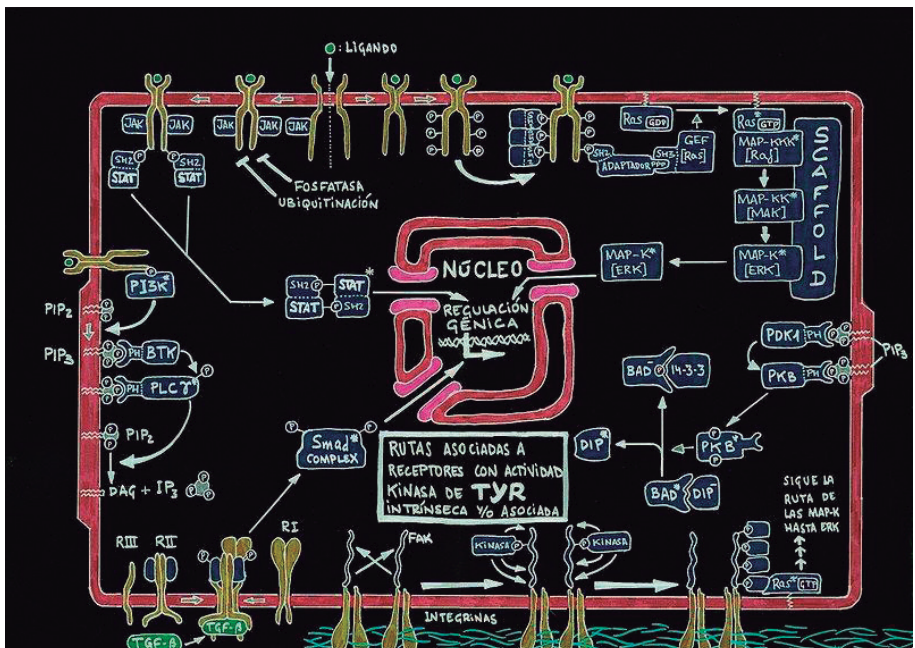 : LIGANDO
JAK
JAK
JAK
JAK
JAK
P
P
SH2
STAT
SH2
STAT
FOSFATASA
UBIQUITINACIÓN
P
P
P
P
P
P
P
P
P
P
SH2
ADAPTADOR
PPP
SH3
GEF
[Ras]
Ras
GDP
Ras*
GTP
MAP-KKK*
[Raf]
MAP-KK*
[MAK]
MAP-K*
[ERK]
SCAFFOLD
MAP-K*
[ERK]
NÚCLEO
REGULACIÓN
GÉNICA
SH2
P
STAT*
STAT
P
SH2
P
PI3K*
PIP2
P
P
PIP3
P
P
P
PH
BTK
P
PH
PLCγ*
P
P
PIP2
P
P
DAG + IP3
P
P
P
PDK1
PH
P
P
P
PIP3
PKB
PH
P
P
P
P
PKB*
P
BAD
P
14-3-3
DIP*
BAD*
DIP
P
P
Smad*
COMPLEX
RUTAS ASOCIADAS A
RECEPTORES CON ACTIVIDAD
KINASA DE TYR
INTRÍNSECA Y/O ASOCIADA
RIII
RII
P
P
RI
TGF-β
TGF-β
FAK
KINASA
P
P
KINASA
INTEGRINAS
P
P
P
P
Ras*
GTP
SIGUE LA
RUTA DE
LAS MAP-K
HASTA ERK